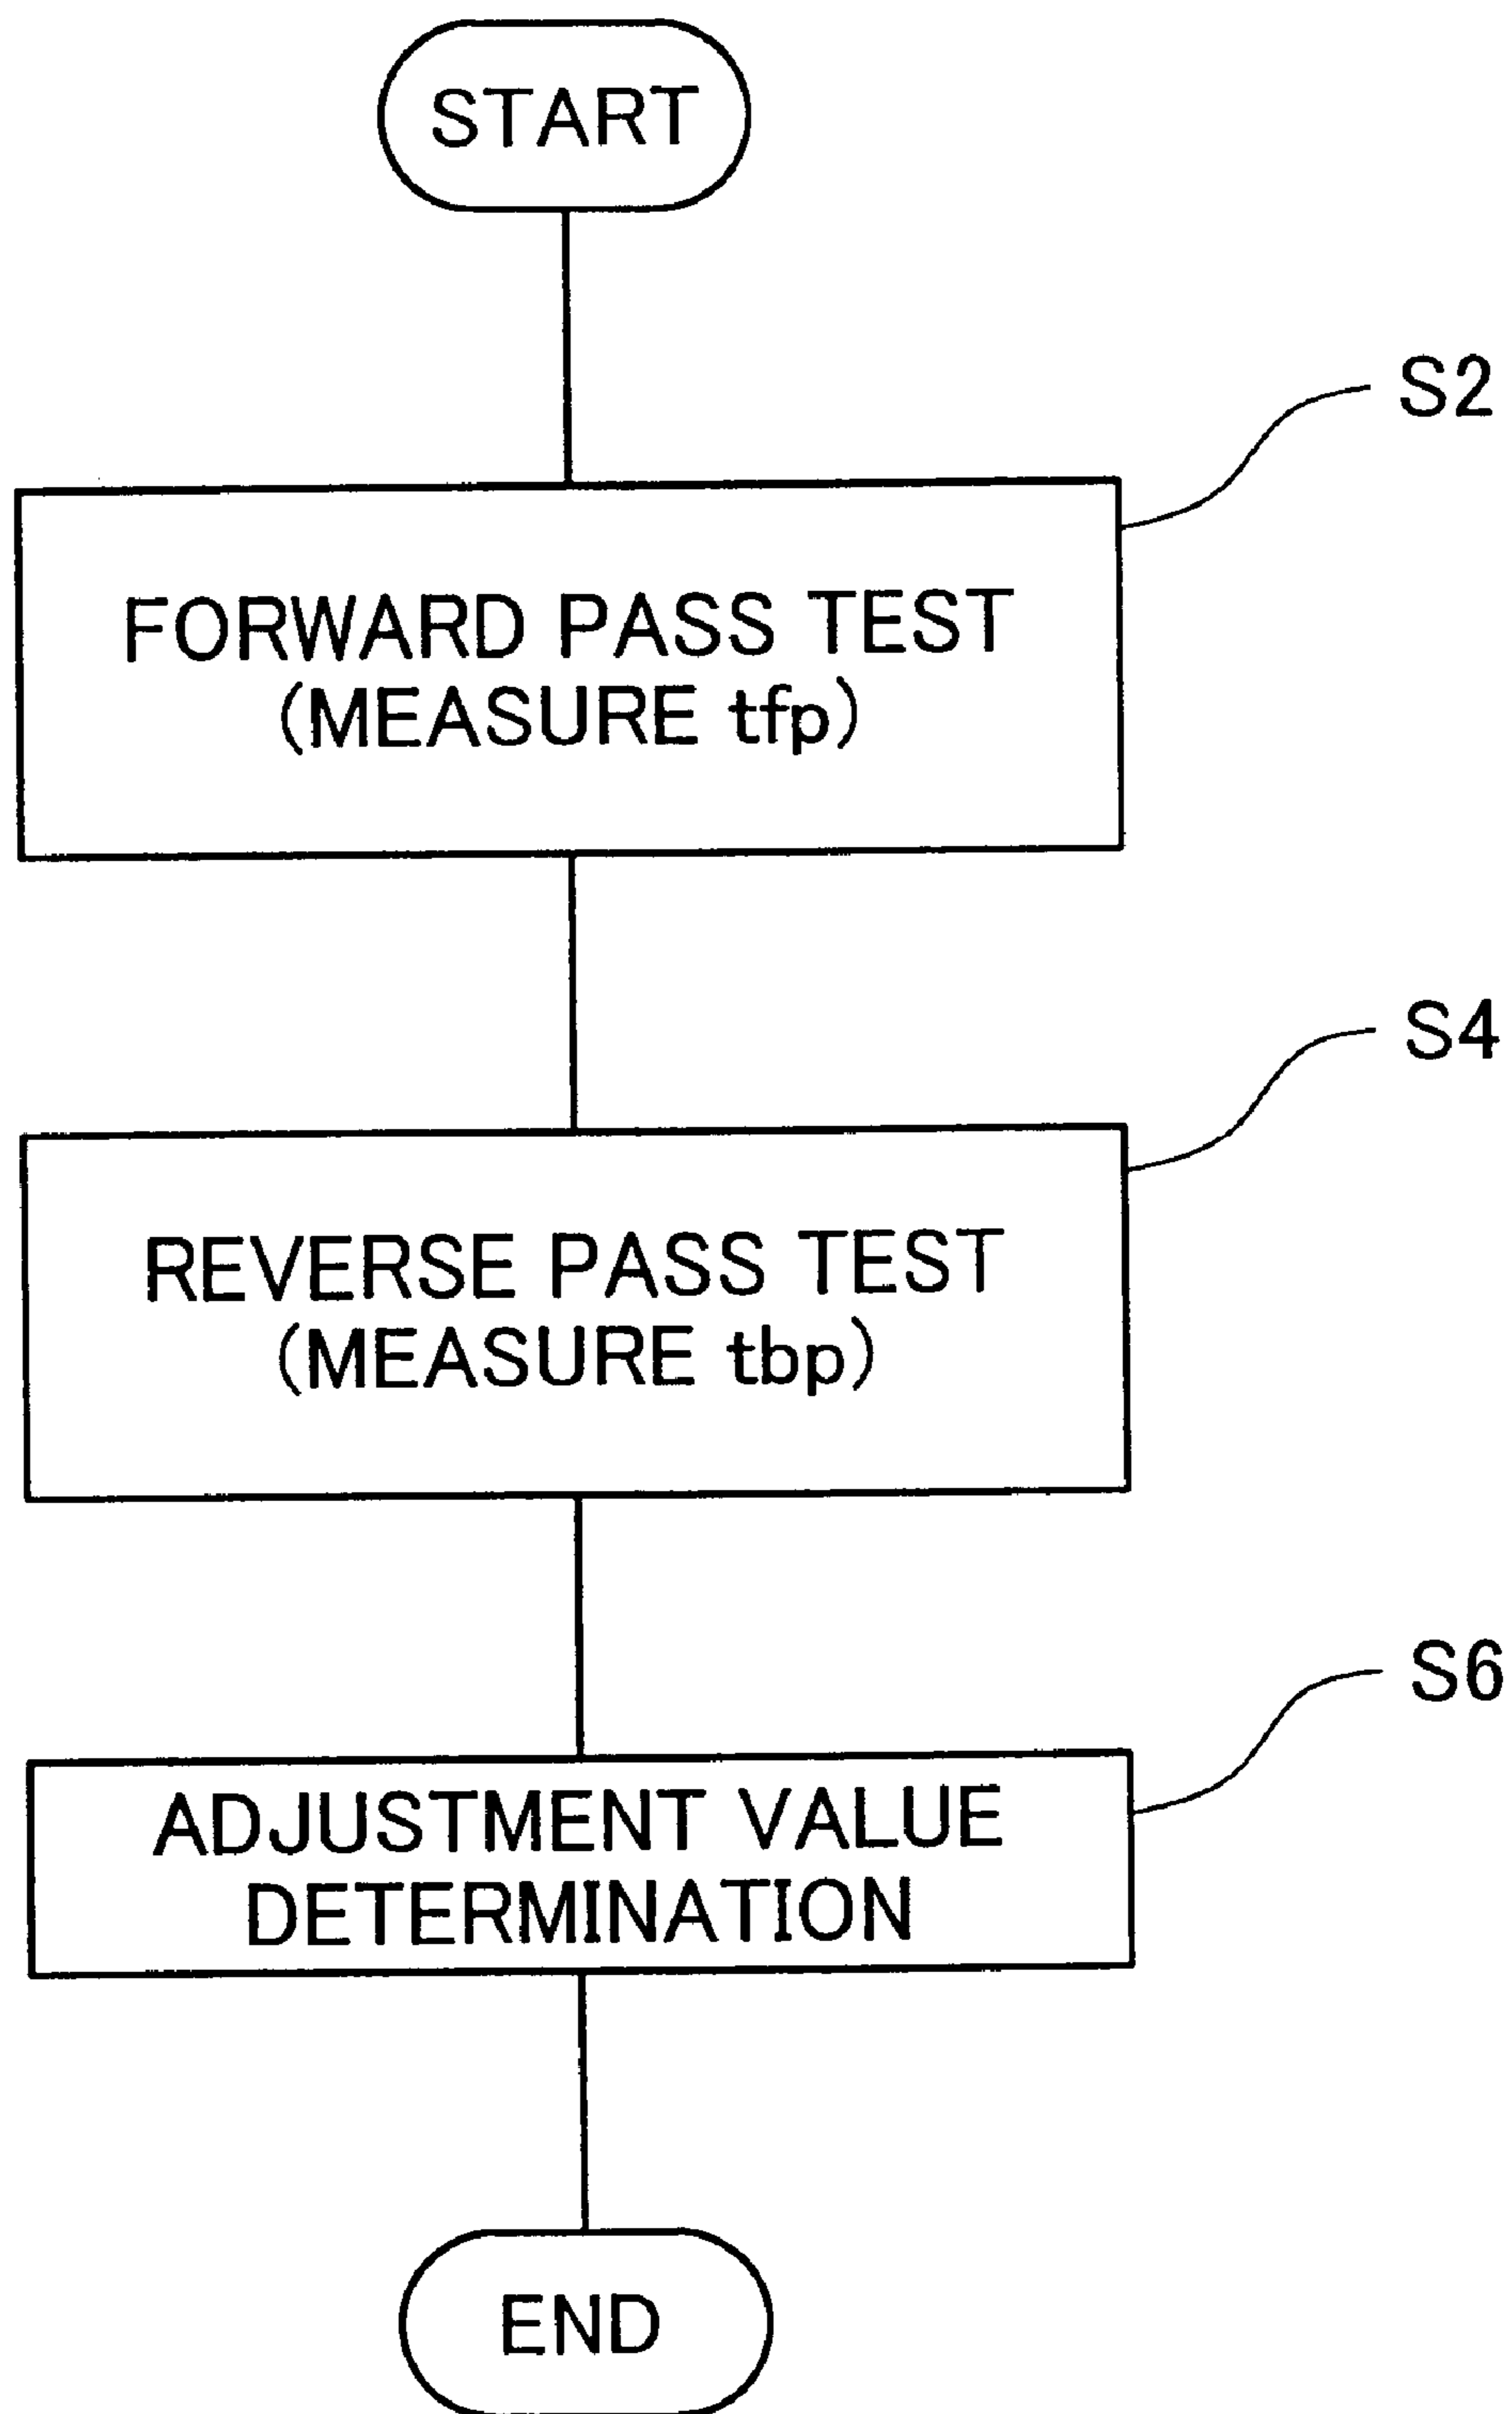 START
S2
FORWARD PASS TEST
(MEASURE tfp)
S4
REVERSE PASS TEST
(MEASURE tbp)
S6
ADJUSTMENT VALUE
DETERMINATION
END